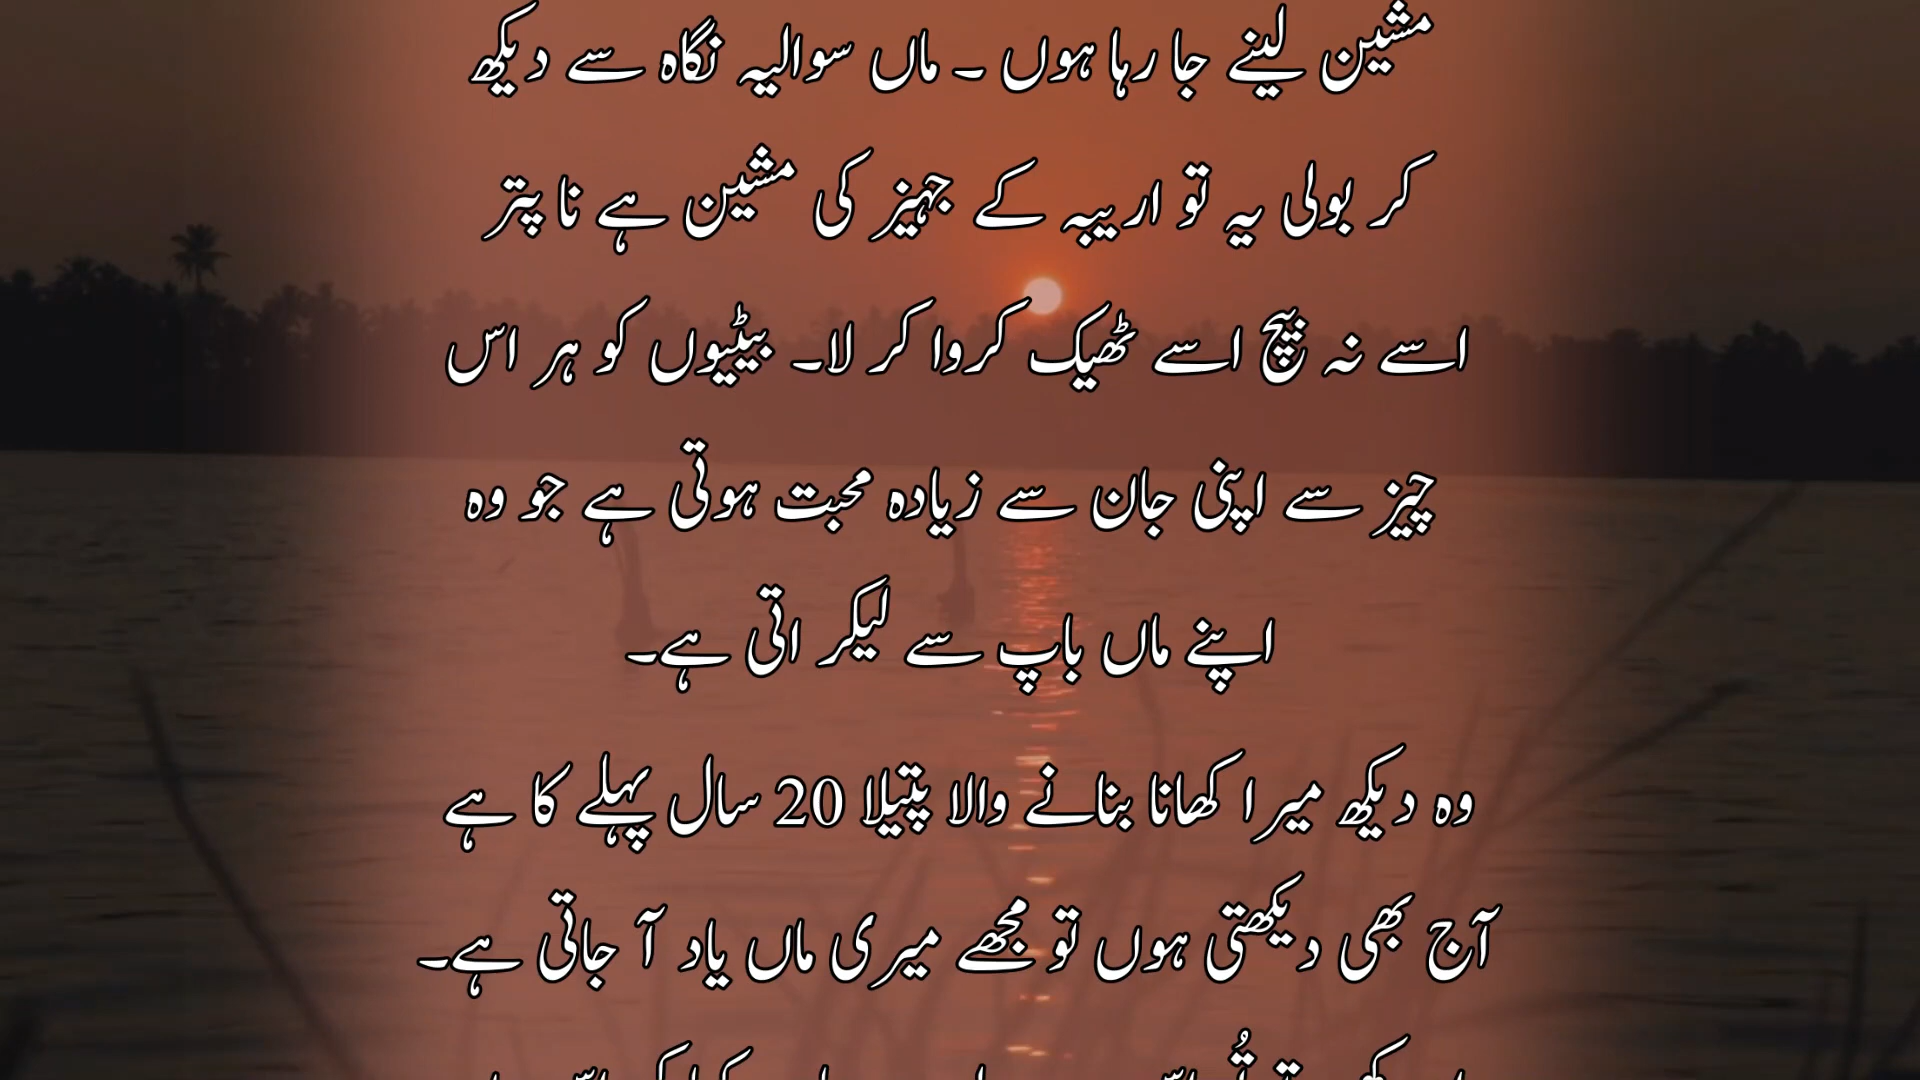 مشین لینے جا رہا ہوں ۔ ماں سوالیہ نگاہ سے دیکھ
کر بولی یہ تو اریبہ کے جہیز کی مشین ہے نا پتر
اسے نہ بیچ اسے ٹھیک کروا کر لا۔ بیٹیوں کو ہر اس
چیز سے اپنی جان سے زیادہ محبت ہوتی ہے جو وہ
اپنے ماں باپ سے لیکر اتی ہے۔
وہ دیکھ میرا کھانا بنانے والا پتیلا 20 سال پہلے کا ہے
آج بھی دیکھتی ہوں تو مجھے میری ماں یاد آ جاتی ہے۔